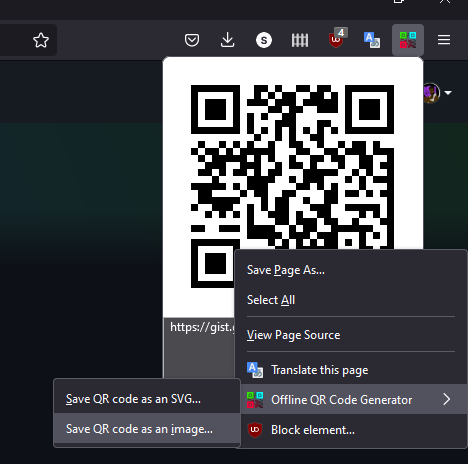 S
4
https://gist.g
Save Page As...
Select All
View Page Source
Translate this page
Offline QR Code Generator
Block element...
Save QR code as an SVG...
Save QR code as an image...